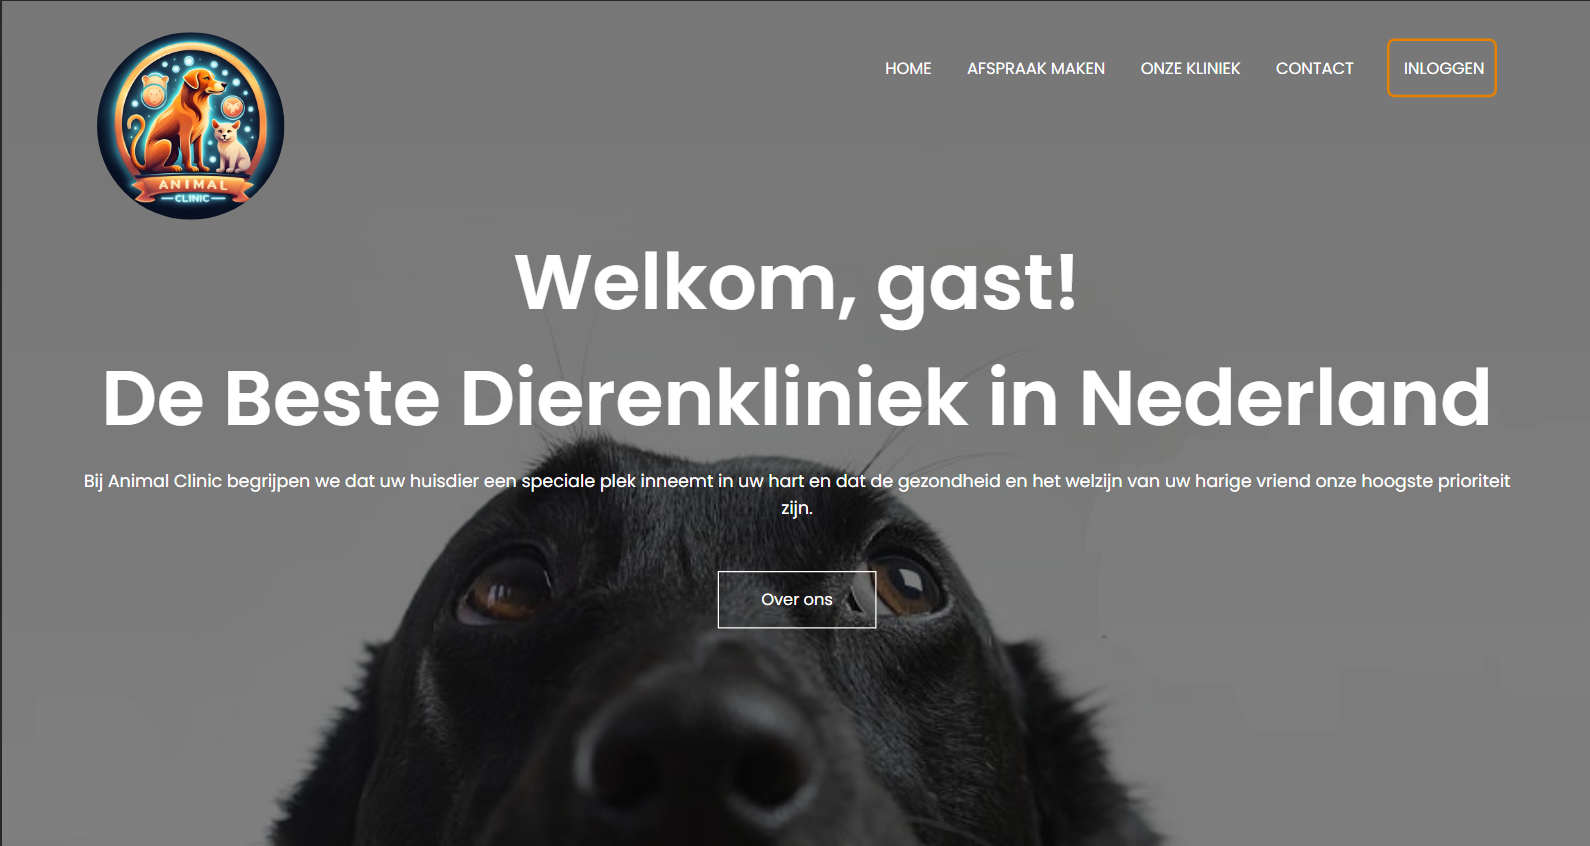 ANIMAL
CLINIC
HOME AFSPRAAK MAKEN ONZE KLINIEK CONTACT INLOGGEN
Welkom, gast!
De Beste Dierenkliniek in Nederland
Bij Animal Clinic begrijpen we dat uw huisdier een speciale plek inneemt in uw hart en dat de gezondheid en het welzijn van uw harige vriend onze hoogste prioriteit
zijn.
Over ons